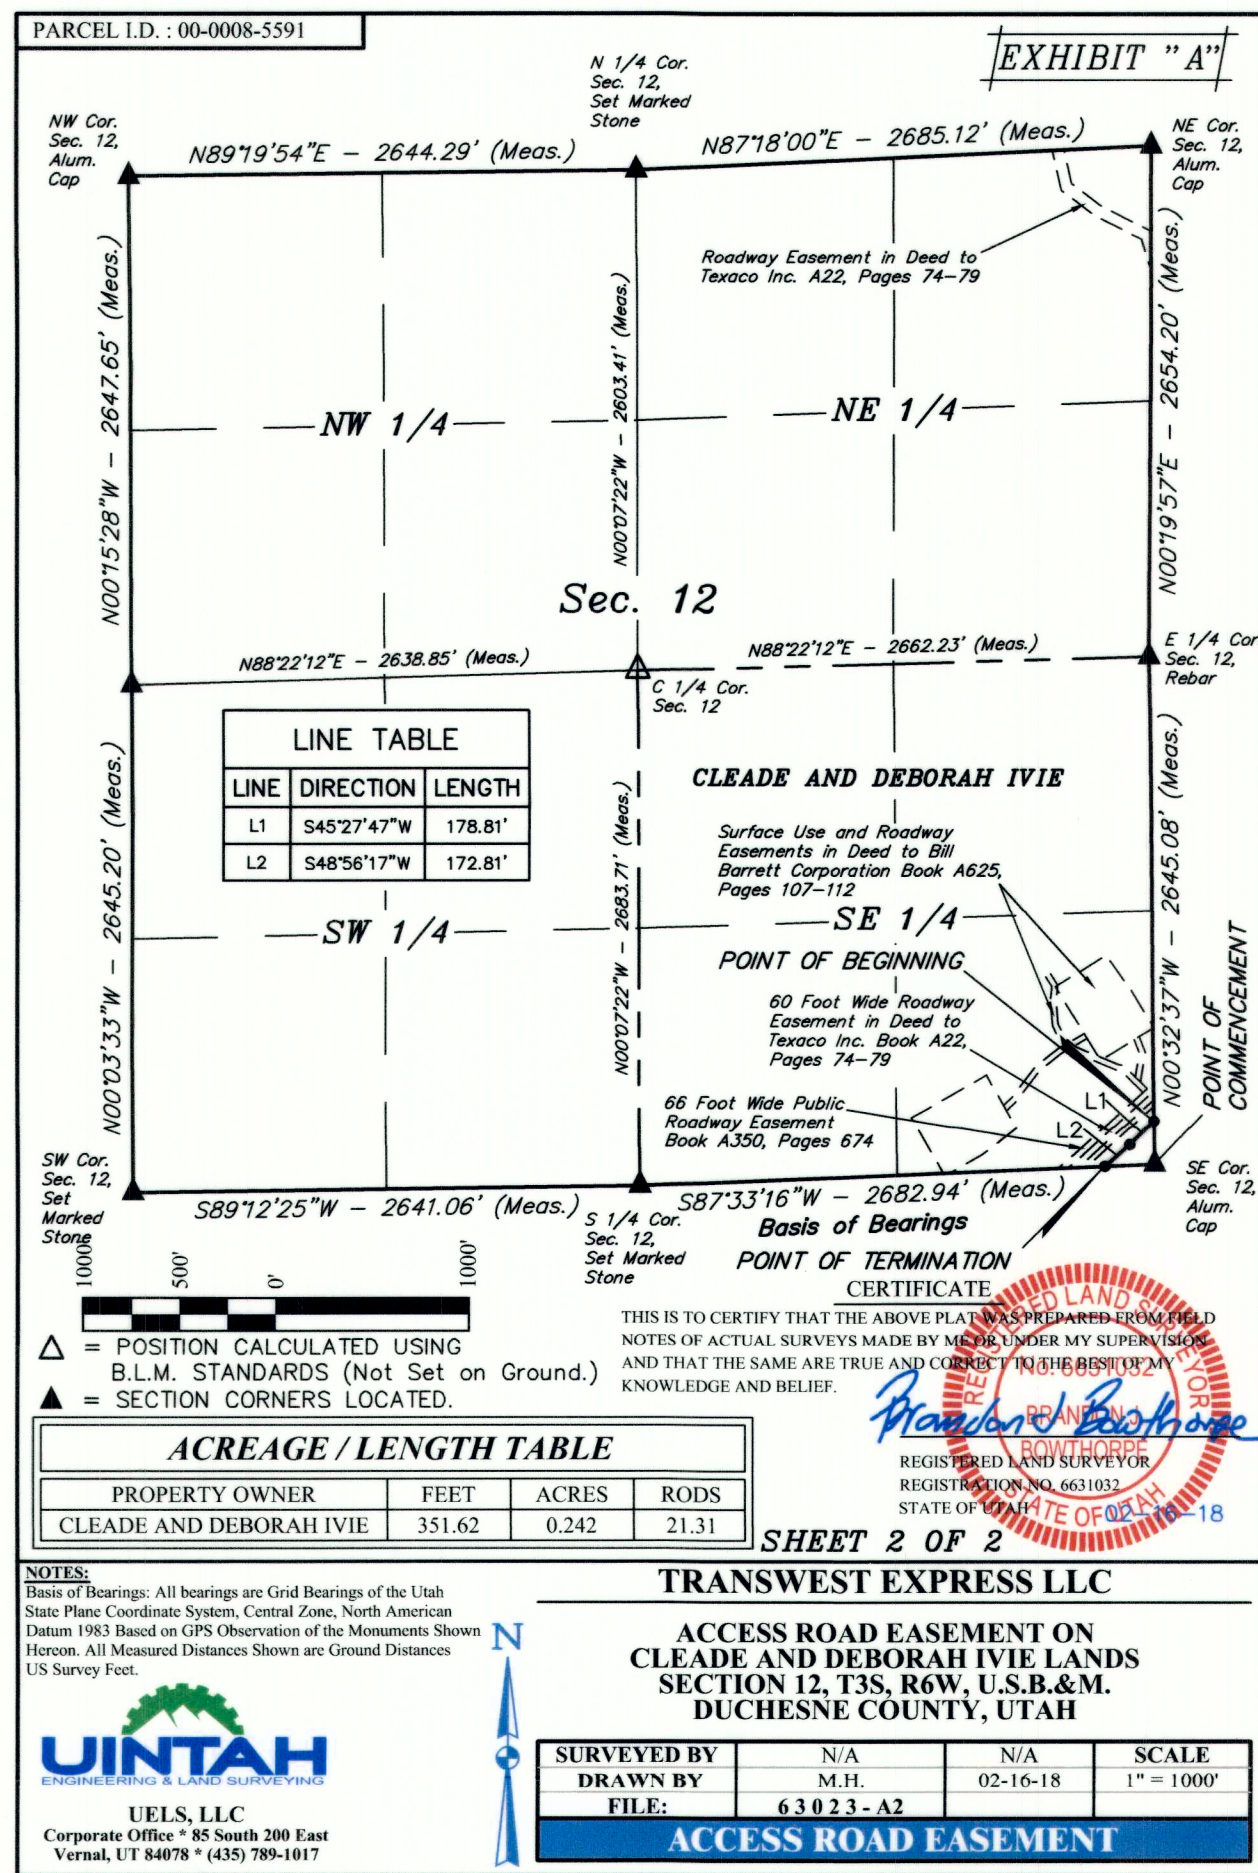 PARCEL I.D. : 00-0008-5591
EXHIBIT "A"
N 1/4 Cor.
Sec. 12,
Set Marked
Stone
NW Cor.
Sec. 12,
Alum.
Cap
N89°19'54"E - 2644.29' (Meas.)
N87°18'00"E - 2685.12' (Meas.)
NE Cor.
Sec. 12,
Alum.
Cap
Roadway Easement in Deed to
Texaco Inc. A22, Pages 74-79
N00°15'28"W - 2647.65' (Meas.)
N00°07'22"W - 2603.41' (Meas.)
N00°19'57"E - 2654.20' (Meas.)
NW 1/4
NE 1/4
Sec. 12
N88°22'12"E - 2638.85' (Meas.)
N88°22'12"E - 2662.23' (Meas.)
E 1/4 Cor.
Sec. 12,
Rebar
C 1/4 Cor.
Sec. 12
LINE TABLE
LINE DIRECTION LENGTH
L1 S45°27'47"W 178.81'
L2 S48°56'17"W 172.81'
CLEADE AND DEBORAH IVIE
Surface Use and Roadway
Easements in Deed to Bill
Barrett Corporation Book A625,
Pages 107-112
N00°03'33"W - 2645.20' (Meas.)
N00°07'22"W - 2683.71' (Meas.)
N00°32'37"W - 2645.08' (Meas.)
SW 1/4
SE 1/4
POINT OF BEGINNING
60 Foot Wide Roadway
Easement in Deed to
Texaco Inc. Book A22,
Pages 74-79
POINT OF
COMMENCEMENT
L1
L2
66 Foot Wide Public
Roadway Easement
Book A350, Pages 674
SW Cor.
Sec. 12,
Set
Marked
Stone
S89°12'25"W - 2641.06' (Meas.)
S 1/4 Cor.
Sec. 12,
Set Marked
Stone
S87°33'16"W - 2682.94' (Meas.)
Basis of Bearings
SE Cor.
Sec. 12,
Alum.
Cap
POINT OF TERMINATION
1000'
500'
0'
1000'
△ = POSITION CALCULATED USING
B.L.M. STANDARDS (Not Set on Ground.)
▲ = SECTION CORNERS LOCATED.
CERTIFICATE
THIS IS TO CERTIFY THAT THE ABOVE PLAT WAS PREPARED FROM FIELD
NOTES OF ACTUAL SURVEYS MADE BY ME OR UNDER MY SUPERVISION
AND THAT THE SAME ARE TRUE AND CORRECT TO THE BEST OF MY
KNOWLEDGE AND BELIEF.
REGISTERED LAND SURVEYOR
No. 6631032
BRANDON J.
BOWTHORPE
STATE OF UTAH
Brandon J Bowthorpe
REGISTERED LAND SURVEYOR
REGISTRATION NO. 6631032
STATE OF UTAH
02-16-18
ACREAGE / LENGTH TABLE
PROPERTY OWNER FEET ACRES RODS
CLEADE AND DEBORAH IVIE 351.62 0.242 21.31
SHEET 2 OF 2
NOTES:
Basis of Bearings: All bearings are Grid Bearings of the Utah
State Plane Coordinate System, Central Zone, North American
Datum 1983 Based on GPS Observation of the Monuments Shown
Hereon. All Measured Distances Shown are Ground Distances
US Survey Feet.
UINTAH
ENGINEERING & LAND SURVEYING
UELS, LLC
Corporate Office * 85 South 200 East
Vernal, UT 84078 * (435) 789-1017
N
TRANSWEST EXPRESS LLC
ACCESS ROAD EASEMENT ON
CLEADE AND DEBORAH IVIE LANDS
SECTION 12, T3S, R6W, U.S.B.&M.
DUCHESNE COUNTY, UTAH
SURVEYED BY N/A N/A SCALE
DRAWN BY M.H. 02-16-18 1" = 1000'
FILE: 63023-A2
ACCESS ROAD EASEMENT